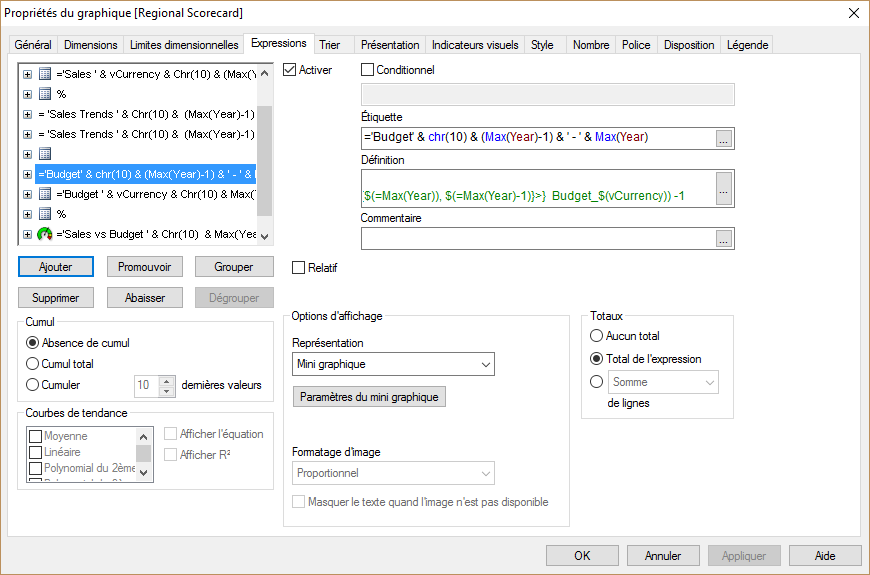 Propriétés du graphique [Regional Scorecard]
Général Dimensions Limites dimensionnelles Expressions Trier Présentation Indicateurs visuels Style Nombre Police Disposition Légende
='Sales ' & vCurrency & Chr(10) & (Max(Y
%
= 'Sales Trends ' & Chr(10) & (Max(Year)-1)
= 'Sales Trends ' & Chr(10) & (Max(Year)-1)
='Budget' & chr(10) & (Max(Year)-1) & ' - ' &
='Budget ' & vCurrency & Chr(10) & Max(
%
='Sales vs Budget ' & Chr(10) & Max(Yea
Activer
Conditionnel
Étiquette
='Budget' & chr(10) & (Max(Year)-1) & ' - ' & Max(Year)
...
Définition
$(=Max(Year)), $(=Max(Year)-1)}>} Budget_$(vCurrency)) -1
...
Commentaire
...
Ajouter Promouvoir Grouper
Relatif
Supprimer Abaisser Dégrouper
Cumul
Absence de cumul
Cumul total
Cumuler 10 dernières valeurs
Courbes de tendance
Moyenne
Linéaire
Polynomial du 2ème
Afficher l'équation
Afficher R²
Options d'affichage
Représentation
Mini graphique
Paramètres du mini graphique
Formatage d'image
Proportionnel
Masquer le texte quand l'image n'est pas disponible
Totaux
Aucun total
Total de l'expression
Somme
de lignes
OK Annuler Appliquer Aide